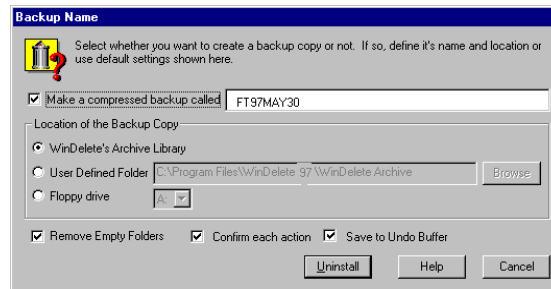 Backup Name
Select whether you want to create a backup copy or not. If so, define it's name and location or
use default settings shown here.
Make a compressed backup called FT97MAY30
Location of the Backup Copy
WinDelete's Archive Library
User Defined Folder C:\Program Files\WinDelete 97 \WinDelete Archive Browse
Floppy drive A:
Remove Empty Folders Confirm each action Save to Undo Buffer
Uninstall Help Cancel